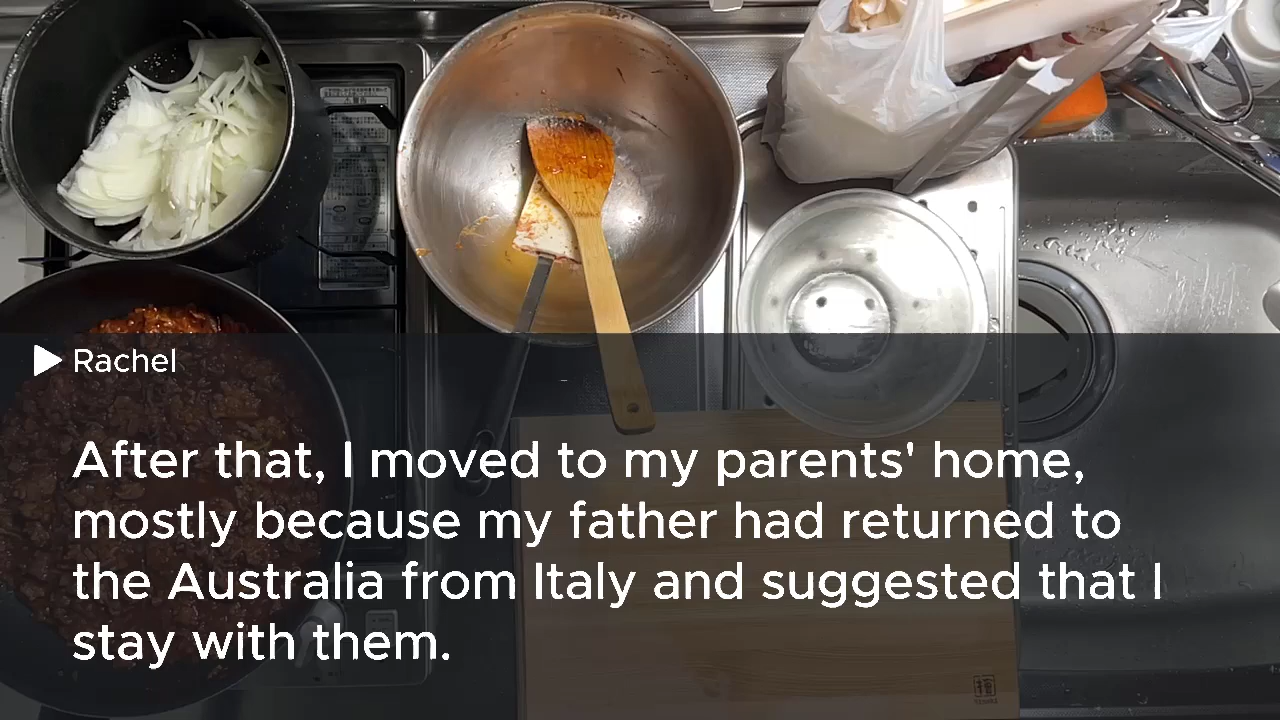 Rachel
After that, I moved to my parents' home,
mostly because my father had returned to
the Australia from Italy and suggested that I
stay with them.